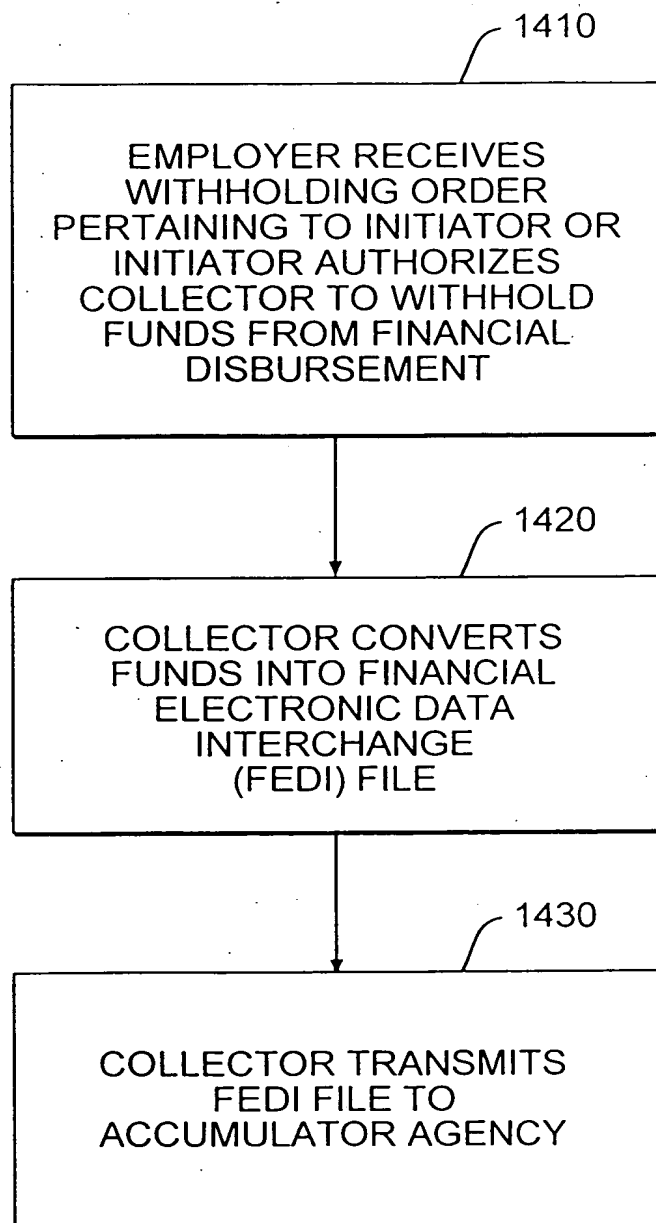 1410
EMPLOYER RECEIVES
WITHHOLDING ORDER
PERTAINING TO INITIATOR OR
INITIATOR AUTHORIZES
COLLECTOR TO WITHHOLD
FUNDS FROM FINANCIAL
DISBURSEMENT
1420
COLLECTOR CONVERTS
FUNDS INTO FINANCIAL
ELECTRONIC DATA
INTERCHANGE
(FEDI) FILE
1430
COLLECTOR TRANSMITS
FEDI FILE TO
ACCUMULATOR AGENCY